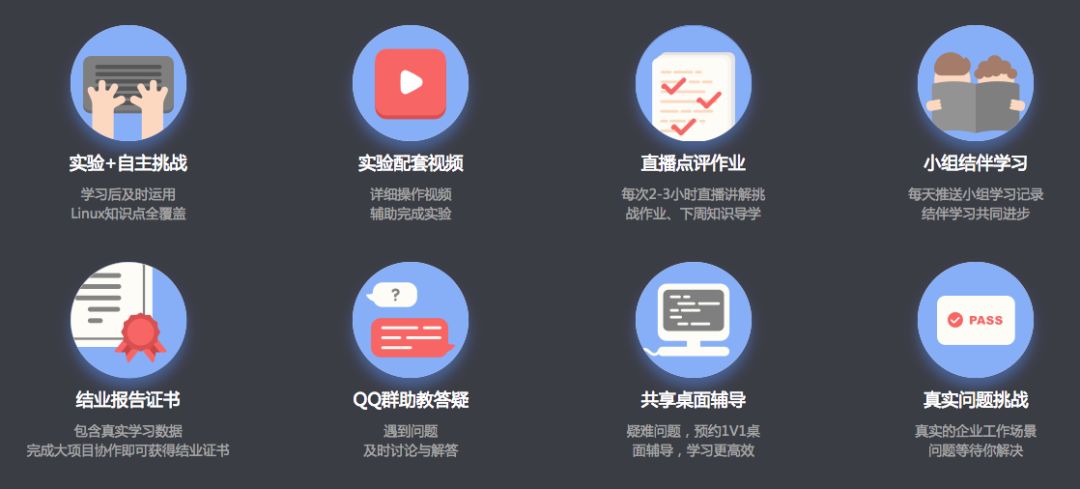 实验+自主挑战
学习后及时运用
Linux知识点全覆盖
实验配套视频
详细操作视频
辅助完成实验
直播点评作业
每次2-3小时直播讲解挑
战作业、下周知识导学
小组结伴学习
每天推送小组学习记录
结伴学习共同进步
结业报告证书
包含真实学习数据
完成大项目协作即可获得结业证书
?
QQ群助教答疑
遇到问题
及时讨论与解答
共享桌面辅导
疑难问题，预约1V1桌
面辅导，学习更高效
PASS
真实问题挑战
真实的企业工作场景
问题等待你解决